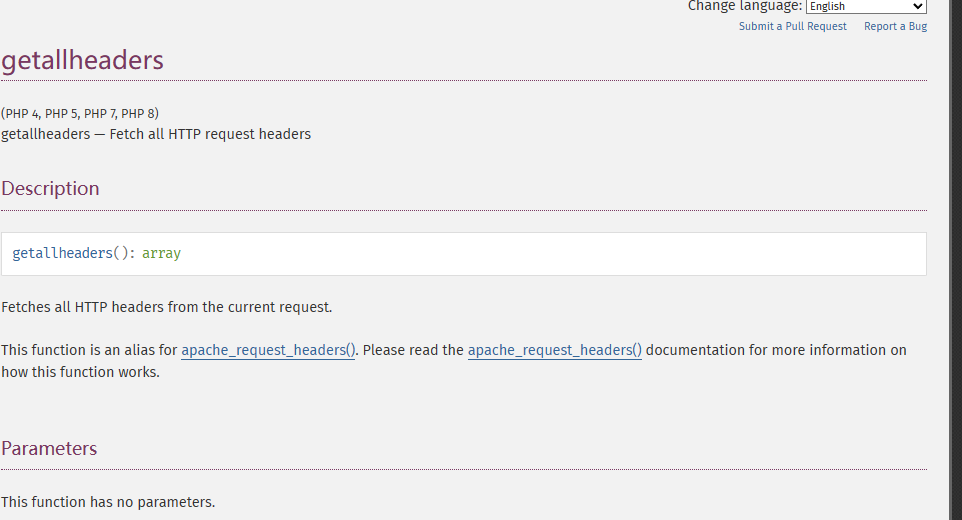 Change language: English
Submit a Pull Request Report a Bug
getallheaders
(PHP 4, PHP 5, PHP 7, PHP 8)
getallheaders — Fetch all HTTP request headers
Description
getallheaders(): array
Fetches all HTTP headers from the current request.
This function is an alias for apache_request_headers(). Please read the apache_request_headers() documentation for more information on
how this function works.
Parameters
This function has no parameters.